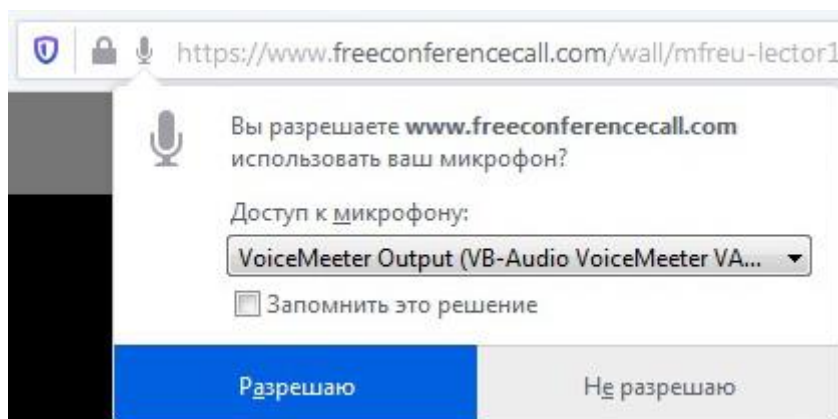 https://www.freeconferencecall.com/wall/mfreu-lector1
Вы разрешаете www.freeconferencecall.com
использовать ваш микрофон?
Доступ к микрофону:
VoiceMeeter Output (VB-Audio VoiceMeeter VA...
Запомнить это решение
Разрешаю
Не разрешаю